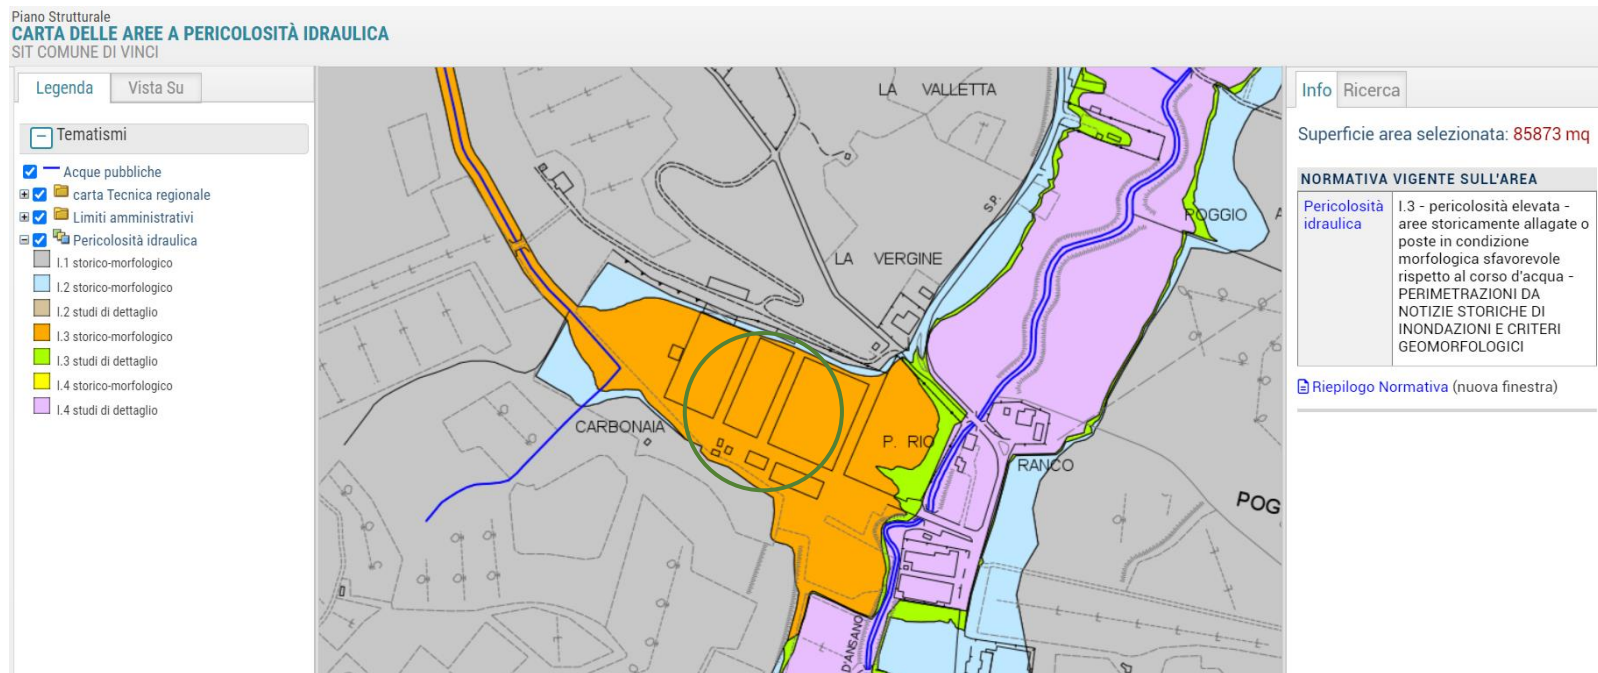 Piano Strutturale
CARTA DELLE AREE A PERICOLOSITÀ IDRAULICA
SIT COMUNE DI VINCI
Legenda
Vista Su
Tematismi
Acque pubbliche
carta Tecnica regionale
Limiti amministrativi
Pericolosità idraulica
I.1 storico-morfologico
I.2 storico-morfologico
I.2 studi di dettaglio
I.3 storico-morfologico
I.3 studi di dettaglio
I.4 storico-morfologico
I.4 studi di dettaglio
LA VALLETTA
S.P.
POGGIO
LA VERGINE
CARBONAIA
P. RIO
RANCO
POG
D'ANSANO
Info
Ricerca
Superficie area selezionata: 85873 mq
NORMATIVA VIGENTE SULL'AREA
Pericolosità
idraulica
I.3 - pericolosità elevata -
aree storicamente allagate o
poste in condizione
morfologica sfavorevole
rispetto al corso d'acqua -
PERIMETRAZIONI DA
NOTIZIE STORICHE DI
INONDAZIONI E CRITERI
GEOMORFOLOGICI
Riepilogo Normativa (nuova finestra)